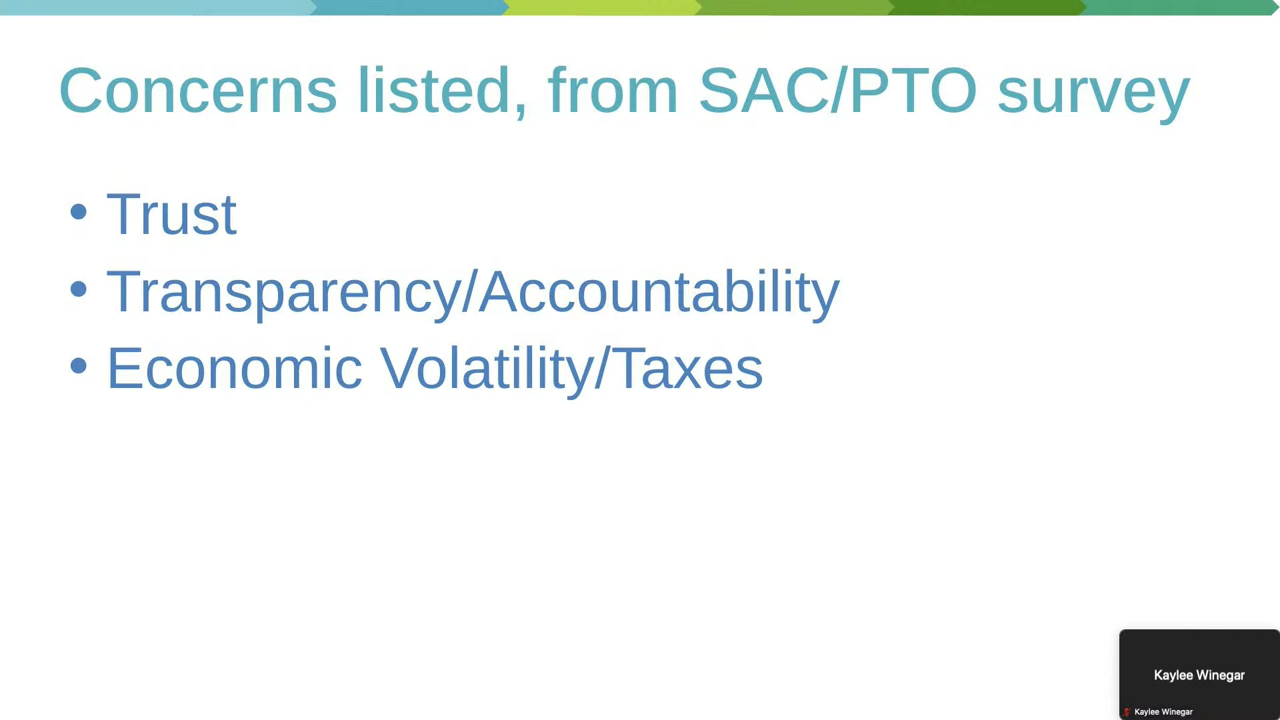 Concerns listed, from SAC/PTO survey
• Trust
• Transparency/Accountability
• Economic Volatility/Taxes
Kaylee Winegar
Kaylee Winegar